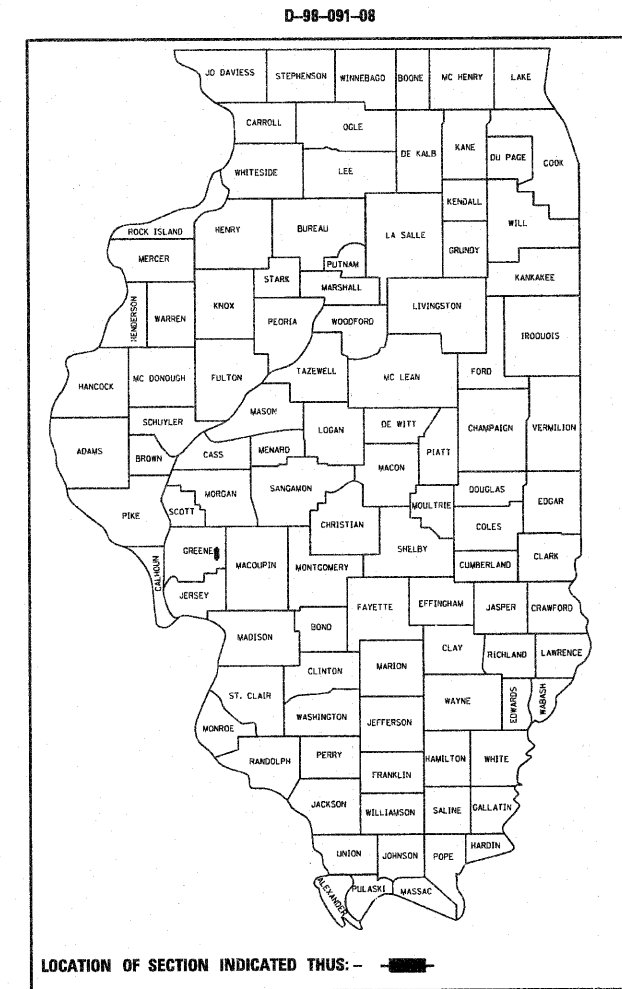 D-98-091-08
JO DAVIESS STEPHENSON WINNEBAGO BOONE MC HENRY LAKE
CARROLL OGLE DE KALB KANE DU PAGE COOK
WHITESIDE LEE
KENDALL WILL
ROCK ISLAND HENRY BUREAU LA SALLE GRUNDY
MERCER PUTNAM
STARK MARSHALL KANKAKEE
HENDERSON WARREN KNOX PEORIA WOODFORD LIVINGSTON IROQUOIS
HANCOCK MC DONOUGH FULTON TAZEWELL MC LEAN FORD
MASON
SCHUYLER LOGAN DE WITT CHAMPAIGN VERMILION
ADAMS BROWN CASS MENARD MACON PIATT
PIKE SCOTT MORGAN SANGAMON MOULTRIE DOUGLAS EDGAR
CHRISTIAN COLES
CALHOUN GREENE MACOUPIN MONTGOMERY SHELBY CUMBERLAND CLARK
JERSEY FAYETTE EFFINGHAM JASPER CRAWFORD
MADISON BOND
CLINTON MARION CLAY RICHLAND LAWRENCE
ST. CLAIR WAYNE EDWARDS WABASH
MONROE WASHINGTON JEFFERSON
RANDOLPH PERRY HAMILTON WHITE
FRANKLIN
JACKSON WILLIAMSON SALINE GALLATIN
UNION JOHNSON POPE HARDIN
ALEXANDER PULASKI MASSAC
LOCATION OF SECTION INDICATED THUS: -